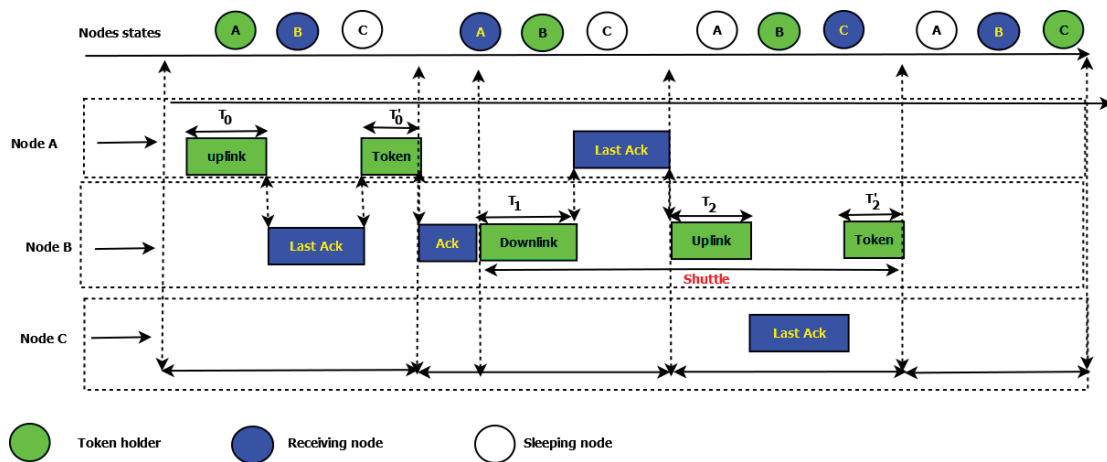 Nodes states
A B C A B C A B C A B C
Node A
T0
uplink
T'0
Token
Last Ack
Node B
Last Ack
Ack
T1
Downlink
T2
Uplink
T'2
Token
Shuttle
Node C
Last Ack
Token holder
Receiving node
Sleeping node